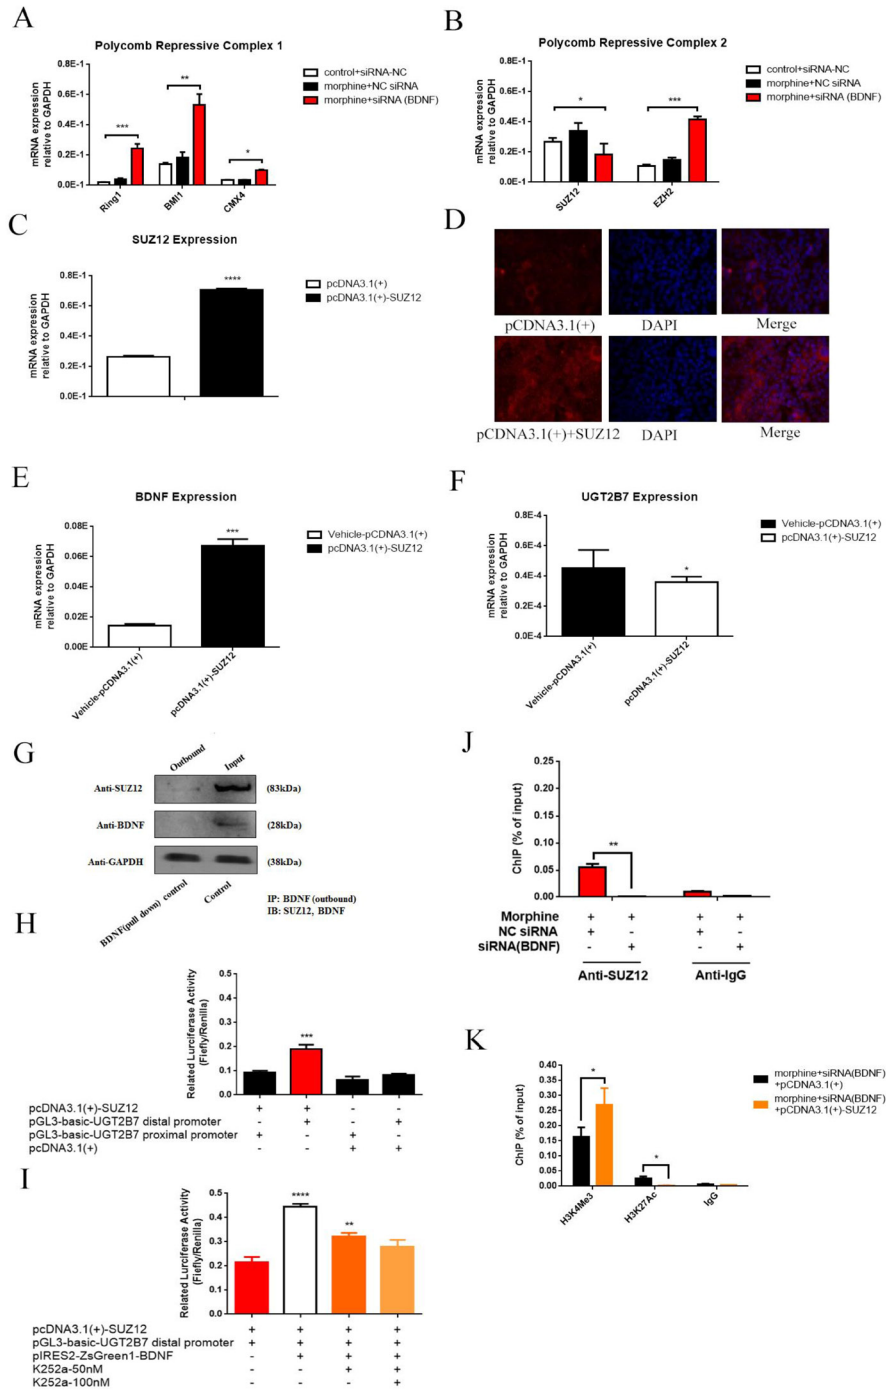 A
Polycomb Repressive Complex 1
mRNA expression
relative to GAPDH
0.8E-1
0.6E-1
0.4E-1
0.2E-1
0.0E-1
***
**
*
Ring1
BMI1
CMX4
control+siRNA-NC
morphine+NC siRNA
morphine+siRNA (BDNF)
B
Polycomb Repressive Complex 2
mRNA expression
relative to GAPDH
0.8E-1
0.6E-1
0.4E-1
0.2E-1
0.0E-1
*
***
SUZ12
EZH2
control+siRNA-NC
morphine+NC siRNA
morphine+siRNA (BDNF)
C
SUZ12 Expression
mRNA expression
relative to GAPDH
0.8E-1
0.6E-1
0.4E-1
0.2E-1
0.0E-1
****
pcDNA3.1(+)
pcDNA3.1(+)-SUZ12
D
pCDNA3.1(+)
DAPI
Merge
pCDNA3.1(+)+SUZ12
DAPI
Merge
E
BDNF Expression
mRNA expression
relative to GAPDH
0.08E
0.06E
0.04E
0.02E
0.00E
***
Vehicle-pCDNA3.1(+)
pcDNA3.1(+)-SUZ12
Vehicle-pCDNA3.1(+)
pcDNA3.1(+)-SUZ12
F
UGT2B7 Expression
mRNA expression
relative to GAPDH
0.8E-4
0.6E-4
0.4E-4
0.2E-4
0.0E-4
*
Vehicle-pCDNA3.1(+)
pcDNA3.1(+)-SUZ12
Vehicle-pCDNA3.1(+)
pcDNA3.1(+)-SUZ12
G
Outbound
Input
Anti-SUZ12
(83kDa)
Anti-BDNF
(28kDa)
Anti-GAPDH
(38kDa)
BDNF(pull down) control
Control
IP: BDNF(outbound)
IB: SUZ12, BDNF
H
Related Lurciferase Activity
(Fiefly/Renilla)
0.5
0.4
0.3
0.2
0.1
0.0
***
pcDNA3.1(+)-SUZ12 + + - -
pGL3-basic-UGT2B7 distal promoter - + - +
pGL3-basic-UGT2B7 proximal promoter + - + -
pcDNA3.1(+) - - + +
I
Related Lurciferase Activity
(Fiefly/Renilla)
0.5
0.4
0.3
0.2
0.1
0.0
****
**
pcDNA3.1(+)-SUZ12 + + + +
pGL3-basic-UGT2B7 distal promoter + + + +
pIRES2-ZsGreen1-BDNF - + + +
K252a-50nM - - + +
K252a-100nM - - - +
J
ChIP (% of input)
0.25
0.20
0.15
0.10
0.05
0.00
**
Morphine + + + +
NC siRNA + - + -
siRNA(BDNF) - + - +
Anti-SUZ12
Anti-IgG
K
ChIP (% of input)
0.40
0.35
0.30
0.25
0.20
0.15
0.10
0.05
0.00
*
*
H3K4Me3
H3K27Ac
IgG
morphine+siRNA(BDNF)
+pCDNA3.1(+)
morphine+siRNA(BDNF)
+pCDNA3.1(+)-SUZ12